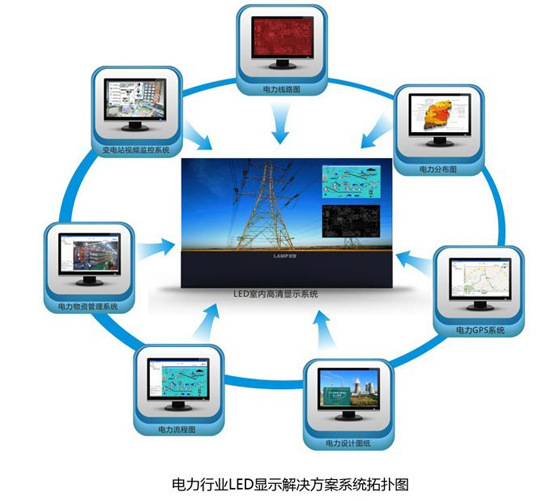 电力线路图
变电站视频监控系统
电力分布图
LAMP
LED室内高清显示系统
电力物资管理系统
电力GPS系统
电力流程图
电力设计图纸
电力行业LED显示解决方案系统拓扑图